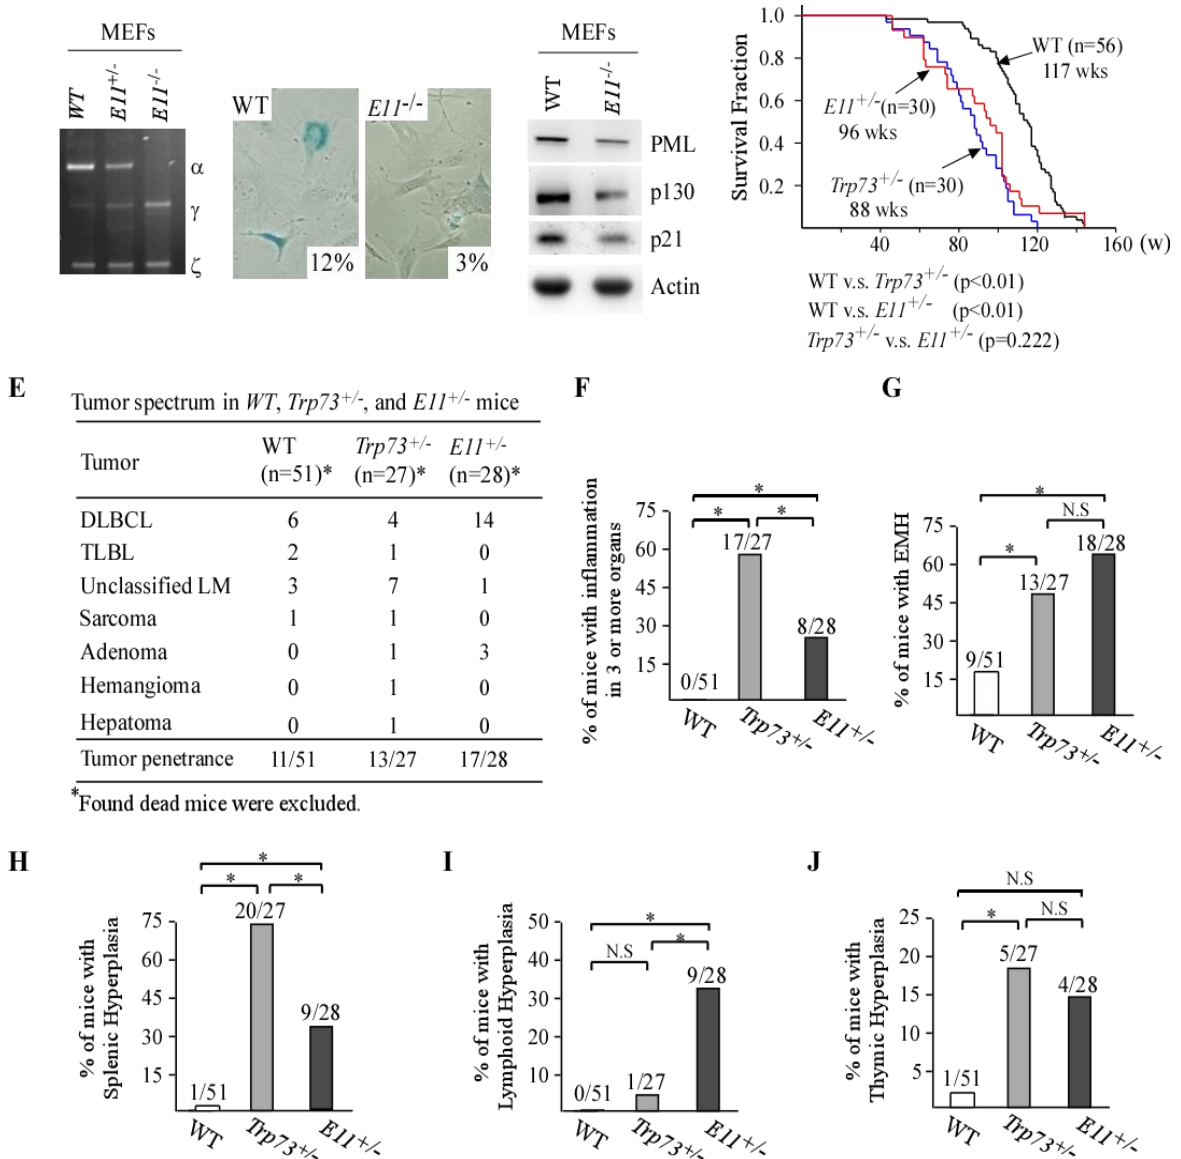 MEFs
WT
E11+/-
E11-/-
α
γ
ζ
WT
E11-/-
12%
3%
MEFs
WT
E11-/-
PML
p130
p21
Actin
Survival Fraction
1.0
0.8
0.6
0.4
0.2
WT (n=56)
117 wks
E11+/-(n=30)
96 wks
Trp73+/- (n=30)
88 wks
40 80 120 160 (w)
WT v.s. Trp73+/- (p<0.01)
WT v.s. E11+/- (p<0.01)
Trp73+/- v.s. E11+/- (p=0.222)
E
Tumor spectrum in WT, Trp73+/-, and E11+/- mice
Tumor WT (n=51)* Trp73+/- (n=27)* E11+/- (n=28)*
DLBCL 6 4 14
TLBL 2 1 0
Unclassified LM 3 7 1
Sarcoma 1 1 0
Adenoma 0 1 3
Hemangioma 0 1 0
Hepatoma 0 1 0
Tumor penetrance 11/51 13/27 17/28
*Found dead mice were excluded.
F
% of mice with inflammation
in 3 or more organs
75
60
45
30
15
*
* *
0/51
17/27
8/28
WT
Trp73+/-
E11+/-
G
% of mice with EMH
75
60
45
30
15
*
N.S
*
9/51
13/27
18/28
WT
Trp73+/-
E11+/-
H
% of mice with
Splenic Hyperplasia
75
60
45
30
15
*
* *
1/51
20/27
9/28
WT
Trp73+/-
E11+/-
I
% of mice with
Lymphoid Hyperplasia
50
40
30
20
10
*
*
N.S
0/51
1/27
9/28
WT
Trp73+/-
E11+/-
J
% of mice with
Thymic Hyperplasia
25
20
15
10
5
N.S
* N.S
1/51
5/27
4/28
WT
Trp73+/-
E11+/-